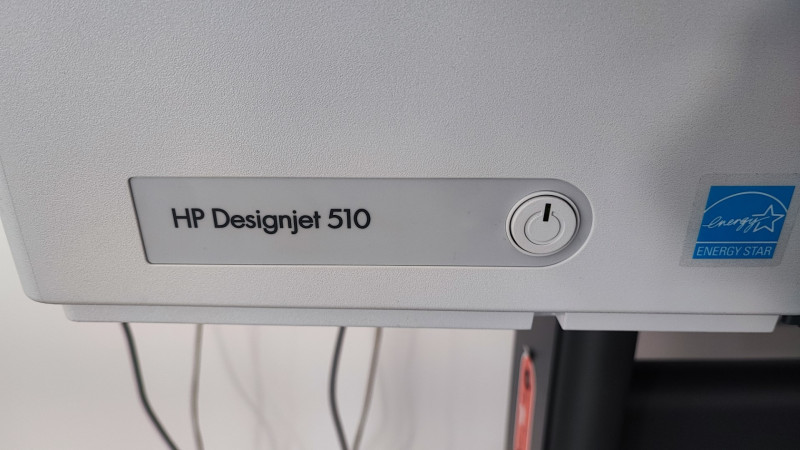 HP Designjet 510
energy
ENERGY STAR